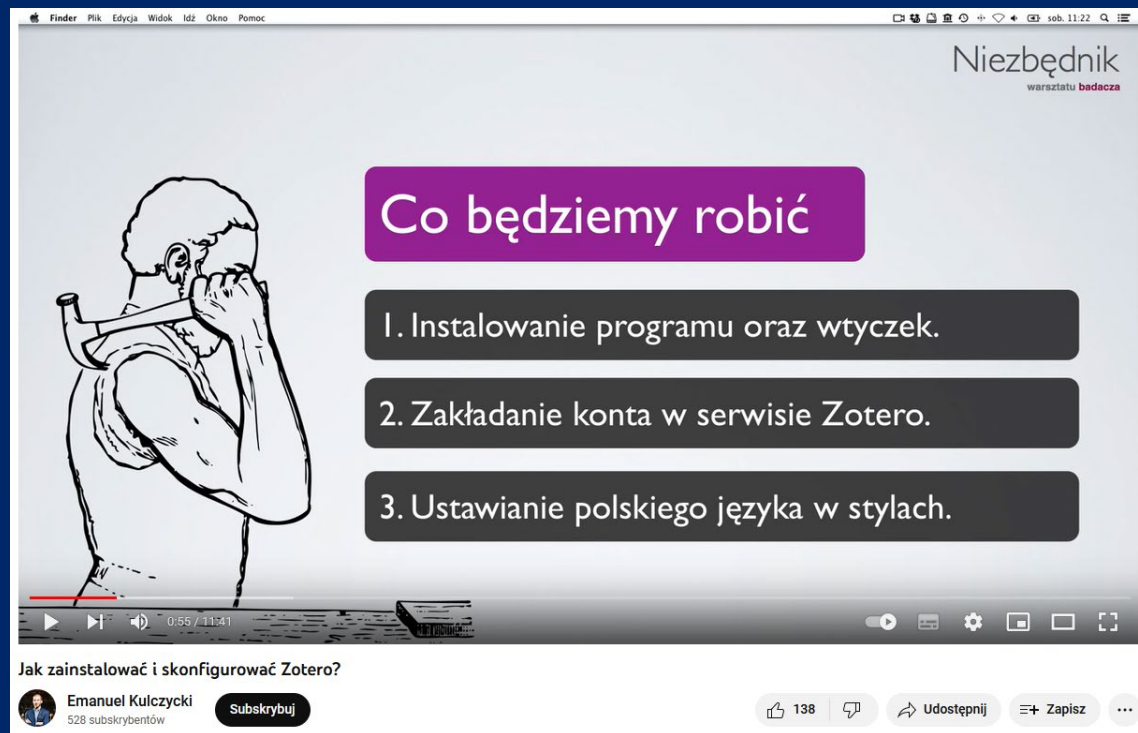 Finder Plik Edycja Widok Idź Okno Pomoc sob. 11:22
Niezbędnik
warsztatu badacza
Co będziemy robić
1. Instalowanie programu oraz wtyczek.
2. Zakładanie konta w serwisie Zotero.
3. Ustawianie polskiego języka w stylach.
0:55 / 11:41
Jak zainstalować i skonfigurować Zotero?
Emanuel Kulczycki
528 subskrybentów
Subskrybuj
138
Udostępnij
Zapisz